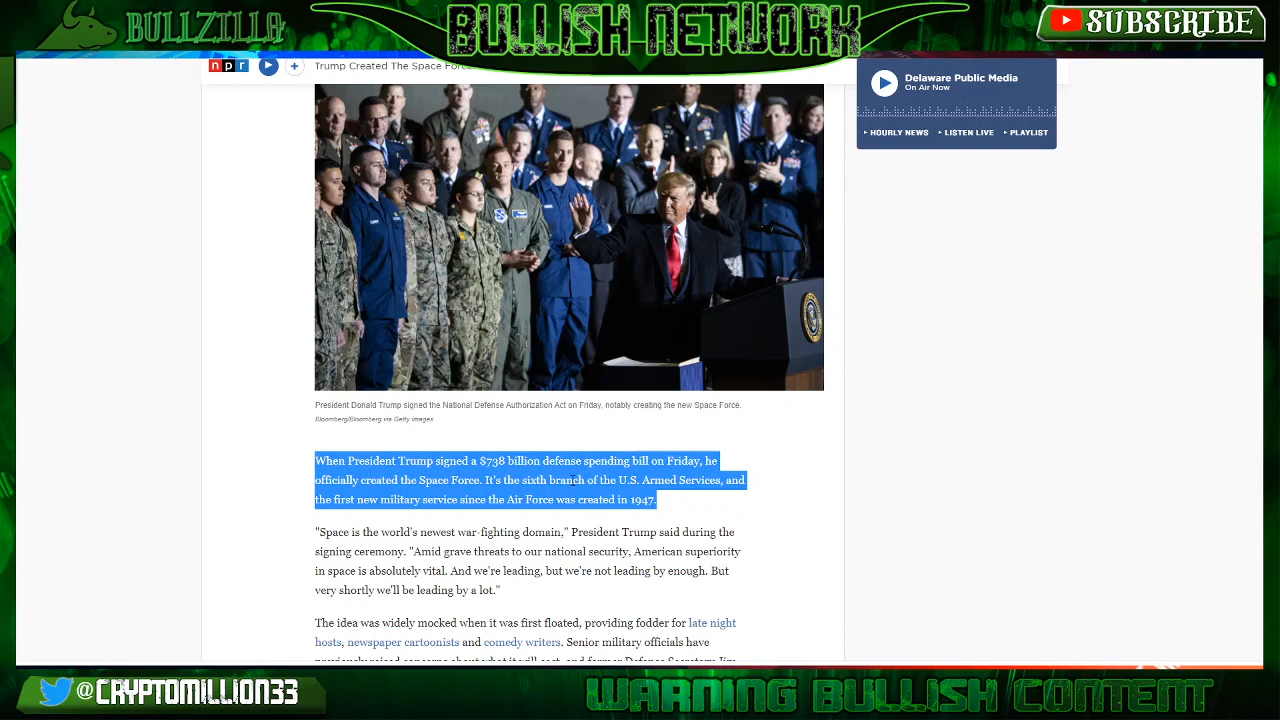 BULLZILLA
BULLISH NETWORK
SUBSCRIBE
npr
Trump Created The Space Force
Delaware Public Media
On Air Now
HOURLY NEWS
LISTEN LIVE
PLAYLIST
President Donald Trump signed the National Defense Authorization Act on Friday, notably creating the new Space Force.
Bloomberg/Bloomberg via Getty Images
When President Trump signed a $738 billion defense spending bill on Friday, he
officially created the Space Force. It's the sixth branch of the U.S. Armed Services, and
the first new military service since the Air Force was created in 1947.
"Space is the world's newest war-fighting domain," President Trump said during the
signing ceremony. "Amid grave threats to our national security, American superiority
in space is absolutely vital. And we're leading, but we're not leading by enough. But
very shortly we'll be leading by a lot."
The idea was widely mocked when it was first floated, providing fodder for late night
hosts, newspaper cartoonists and comedy writers. Senior military officials have
@CRYPTOMILLION33
WARNING BULLISH CONTENT